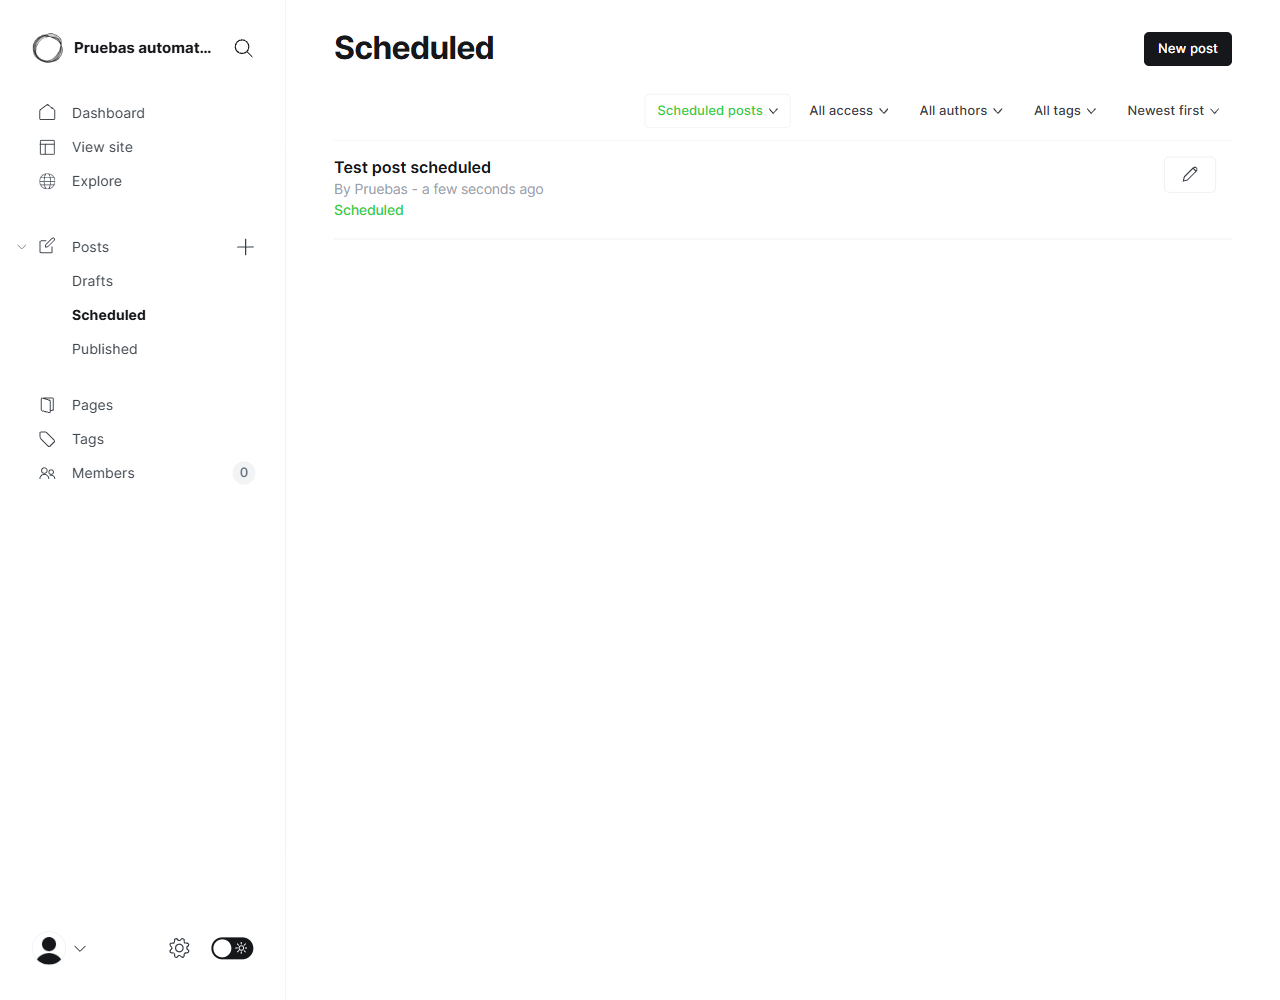 Pruebas automat...
Dashboard
View site
Explore
Posts
Drafts
Scheduled
Published
Pages
Tags
Members 0
Scheduled
New post
Scheduled posts All access All authors All tags Newest first
Test post scheduled
By Pruebas - a few seconds ago
Scheduled